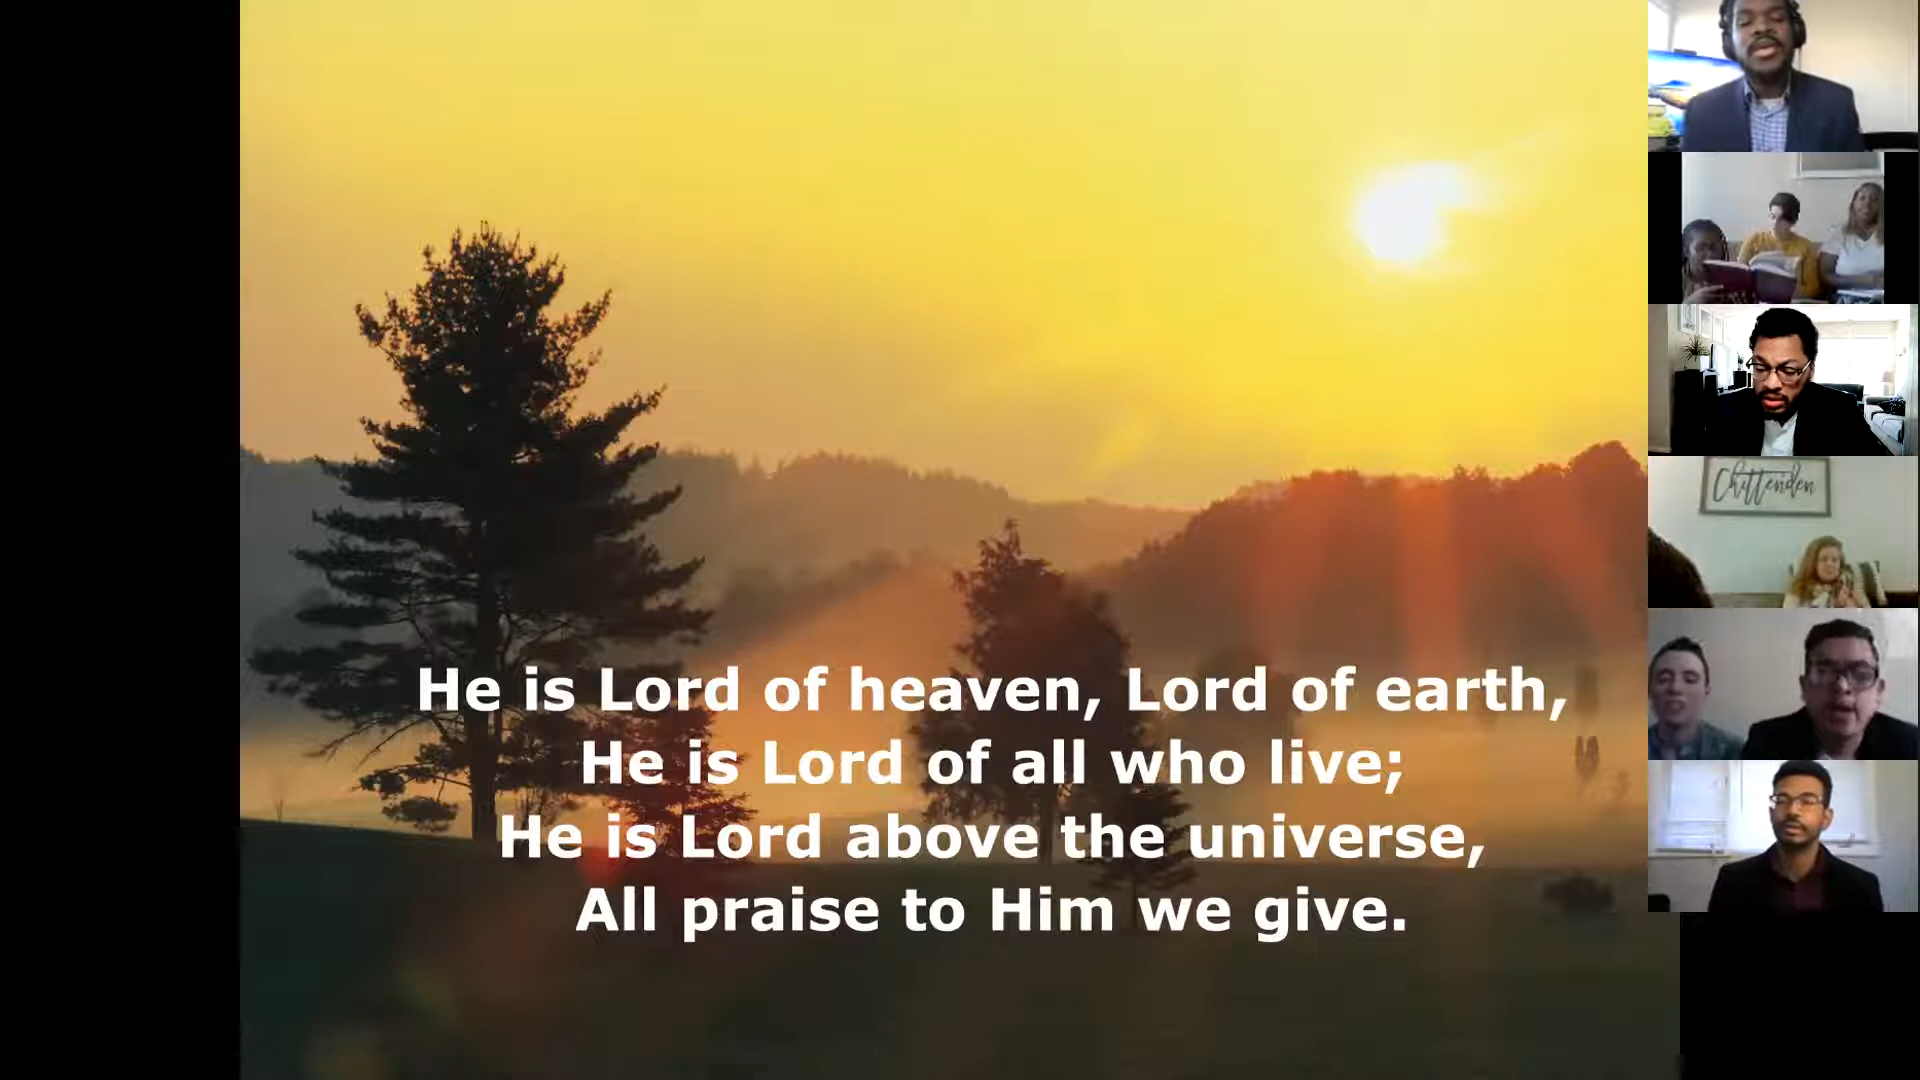 He is Lord of heaven, Lord of earth,
He is Lord of all who live;
He is Lord above the universe,
All praise to Him we give.
Chittenden